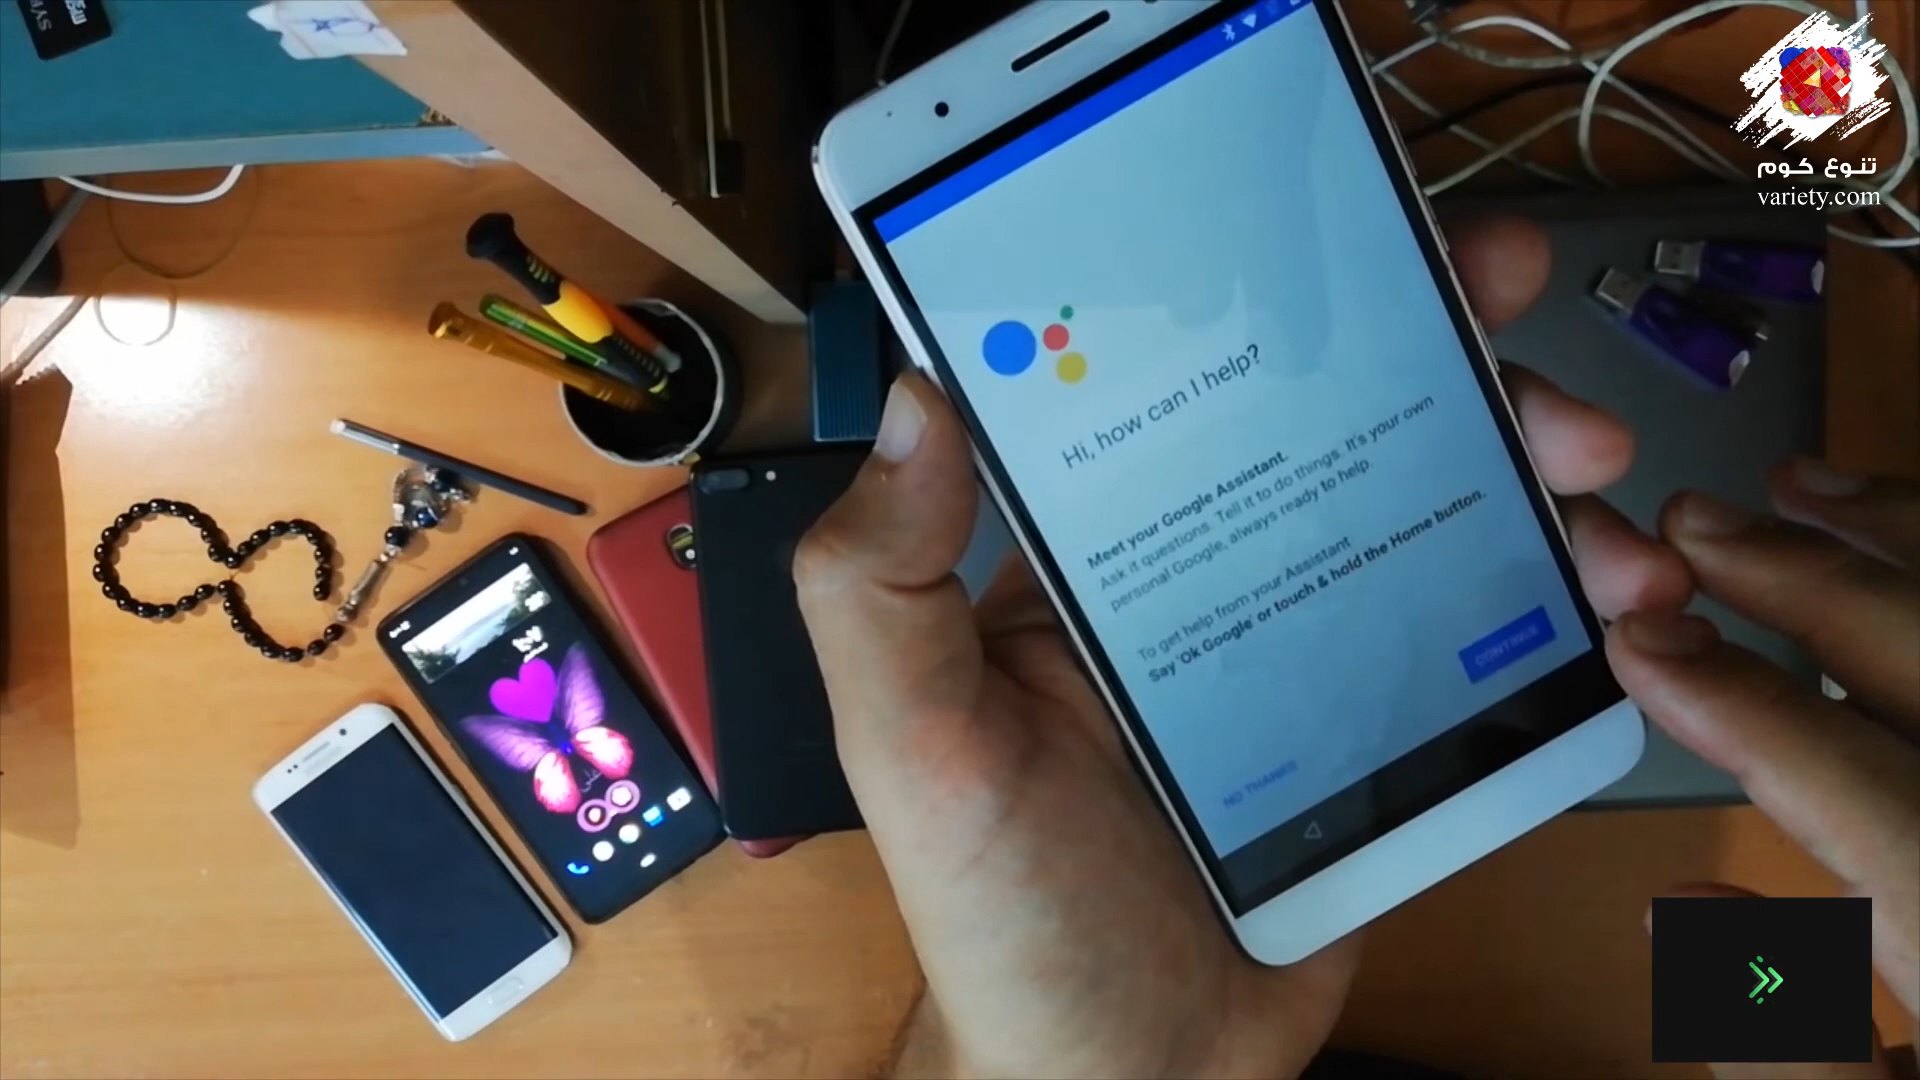 تنوع كوم
variety.com
Hi, how can I help?
Meet your Google Assistant.
Ask it questions. Tell it to do things. It's your own
personal Google, always ready to help.
To get help from your Assistant
Say 'Ok Google' or touch & hold the Home button.
CONTINUE
NO THANKS